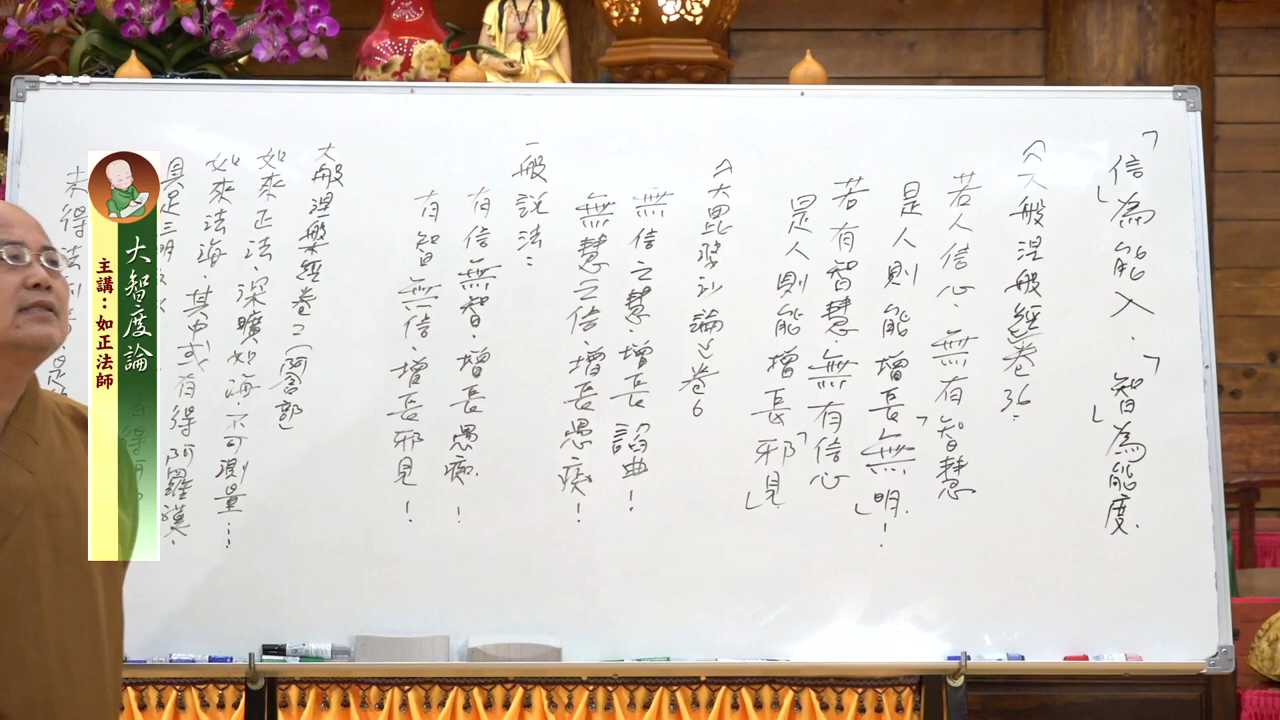 「信」為能入．「智」為能度．
《大般涅般經》卷36：
若人信心．無有智慧
是人則能增長「無明．」！
若有智慧．無有信心
是人則能增長「邪見」
《大毘婆沙論》卷6
無信之慧．增長諂曲！
無慧之信．增長愚痴！
一般說法：
有信無智．增長愚痴．！
有智無信．增長邪見！
大般涅槃經卷二（阿含部）
如來正法．深曠如海不可測量…
如來法海．其中或有得阿羅漢．
具足三明
未得法
大智度論
主講：如正法師